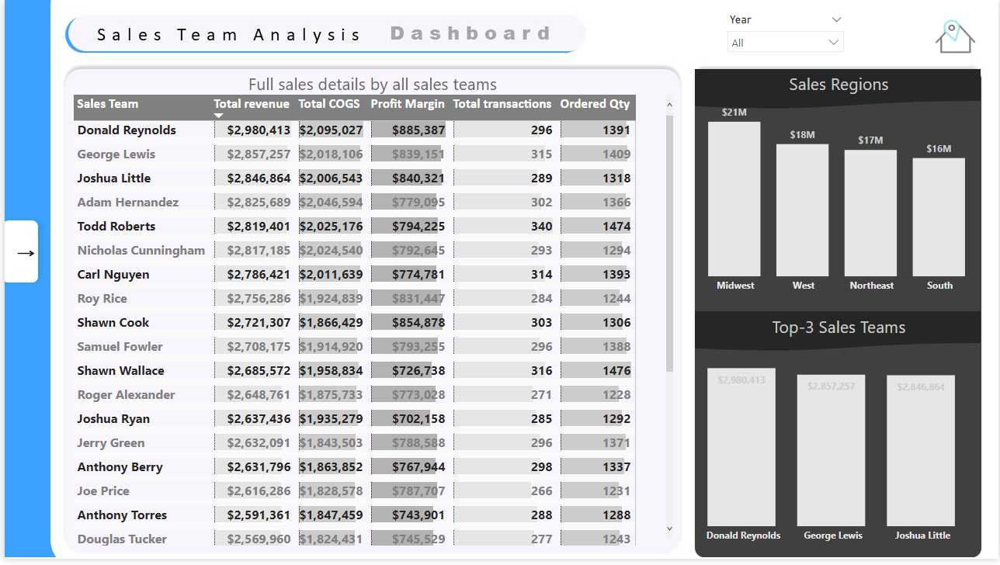 Sales Team Analysis Dashboard
Year
All
Full sales details by all sales teams
Sales Team Total revenue Total COGS Profit Margin Total transactions Ordered Qty
Donald Reynolds $2,980,413 $2,095,027 $885,387 296 1391
George Lewis $2,857,257 $2,018,106 $839,151 315 1409
Joshua Little $2,846,864 $2,006,543 $840,321 289 1318
Adam Hernandez $2,825,689 $2,046,594 $779,095 302 1366
Todd Roberts $2,819,401 $2,025,176 $794,225 340 1474
Nicholas Cunningham $2,817,185 $2,024,540 $792,645 293 1294
Carl Nguyen $2,786,421 $2,011,639 $774,781 314 1393
Roy Rice $2,756,286 $1,924,839 $831,447 284 1244
Shawn Cook $2,721,307 $1,866,429 $854,878 303 1306
Samuel Fowler $2,708,175 $1,914,920 $793,255 296 1388
Shawn Wallace $2,685,572 $1,958,834 $726,738 316 1476
Roger Alexander $2,648,761 $1,875,733 $773,028 271 1228
Joshua Ryan $2,637,436 $1,935,279 $702,158 285 1292
Jerry Green $2,632,091 $1,843,503 $788,588 296 1371
Anthony Berry $2,631,796 $1,863,852 $767,944 298 1337
Joe Price $2,616,286 $1,828,578 $787,707 266 1231
Anthony Torres $2,591,361 $1,847,459 $743,901 288 1288
Douglas Tucker $2,569,960 $1,824,431 $745,529 277 1243
Sales Regions
$21M $18M $17M $16M
Midwest West Northeast South
Top-3 Sales Teams
$2,980,413 $2,857,257 $2,846,864
Donald Reynolds George Lewis Joshua Little